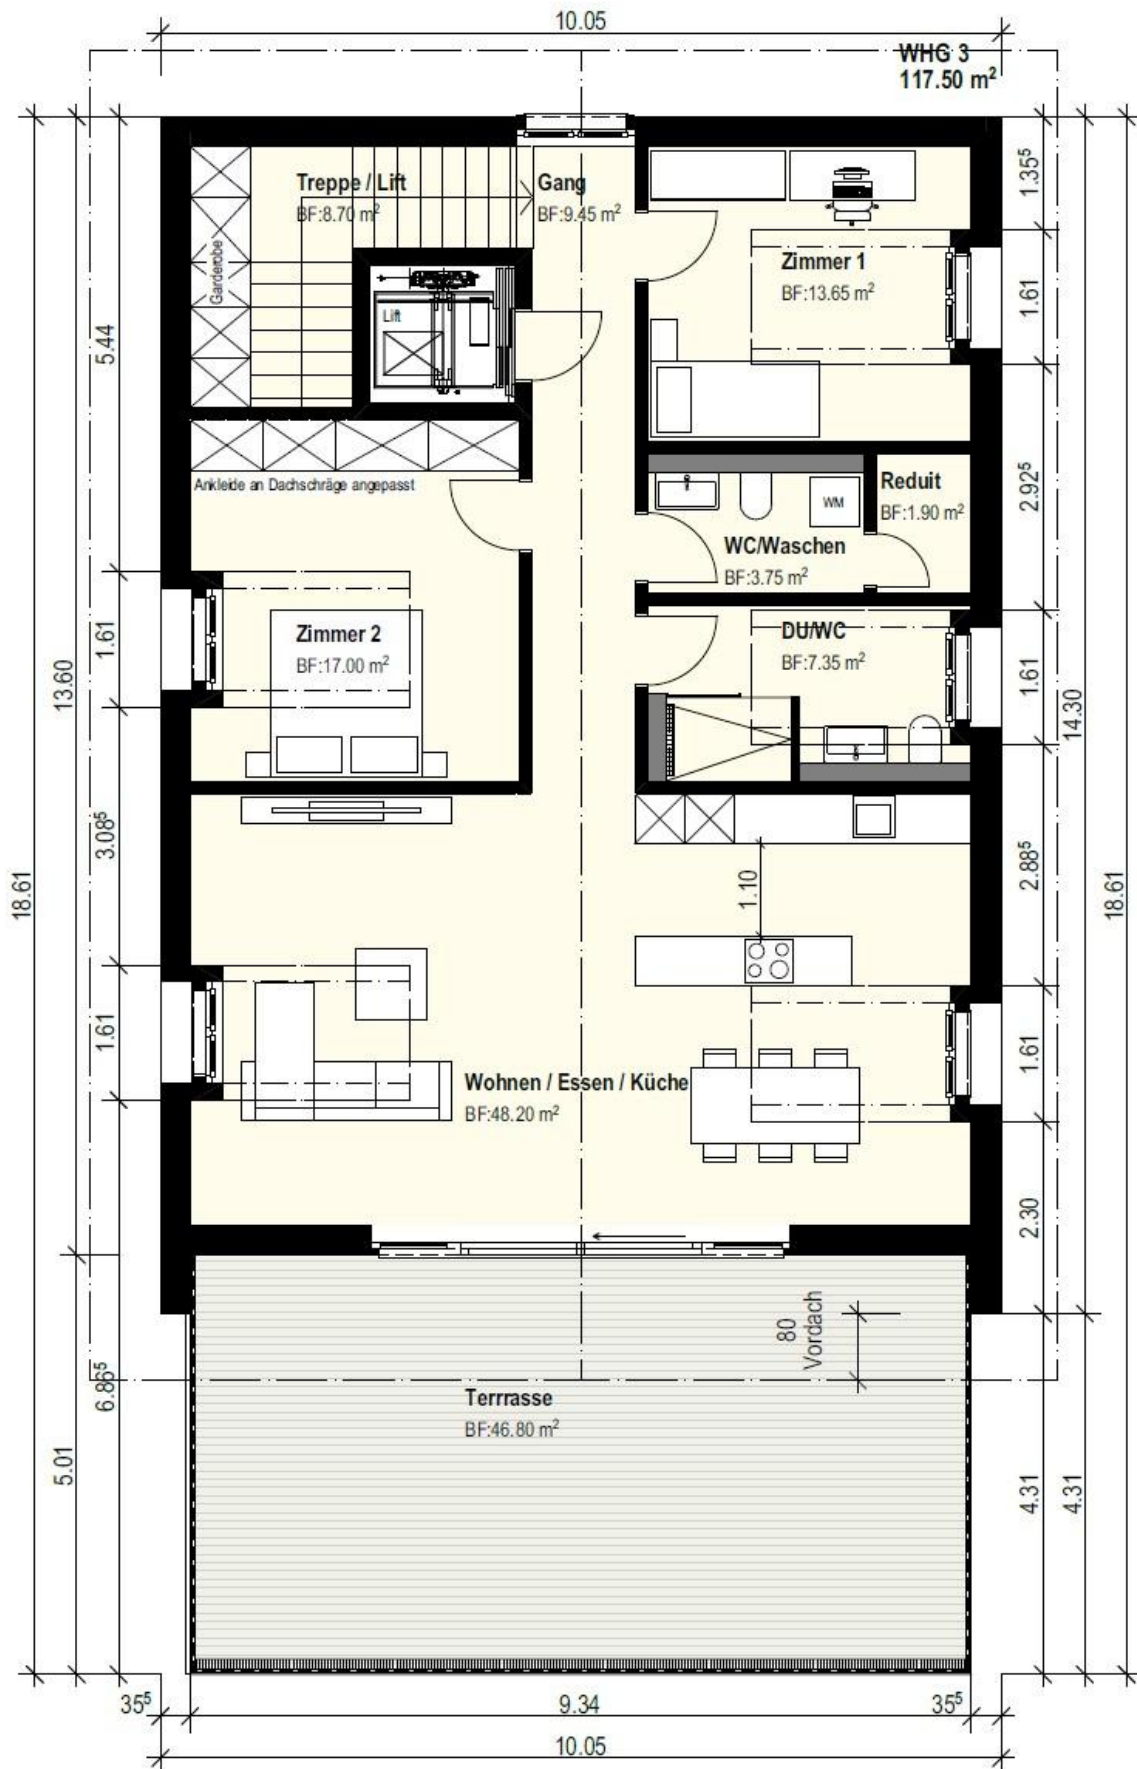 10.05
WHG 3
117.50 m²
Treppe / Lift
BF:8.70 m²
Gang
BF:9.45 m²
Garderobe
Lift
Zimmer 1
BF:13.65 m²
Ankleide an Dachschräge angepasst
Reduit
BF:1.90 m²
WM
WC/Waschen
BF:3.75 m²
Zimmer 2
BF:17.00 m²
DU/WC
BF:7.35 m²
1.10
Wohnen / Essen / Küche
BF:48.20 m²
80
Vordach
Terrrasse
BF:46.80 m²
18.61
13.60
5.01
5.44
1.61
3.08⁵
1.61
6.86⁵
1.35⁵
1.61
2.92⁵
1.61
2.88⁵
1.61
2.30
4.31
14.30
4.31
18.61
35⁵
9.34
35⁵
10.05